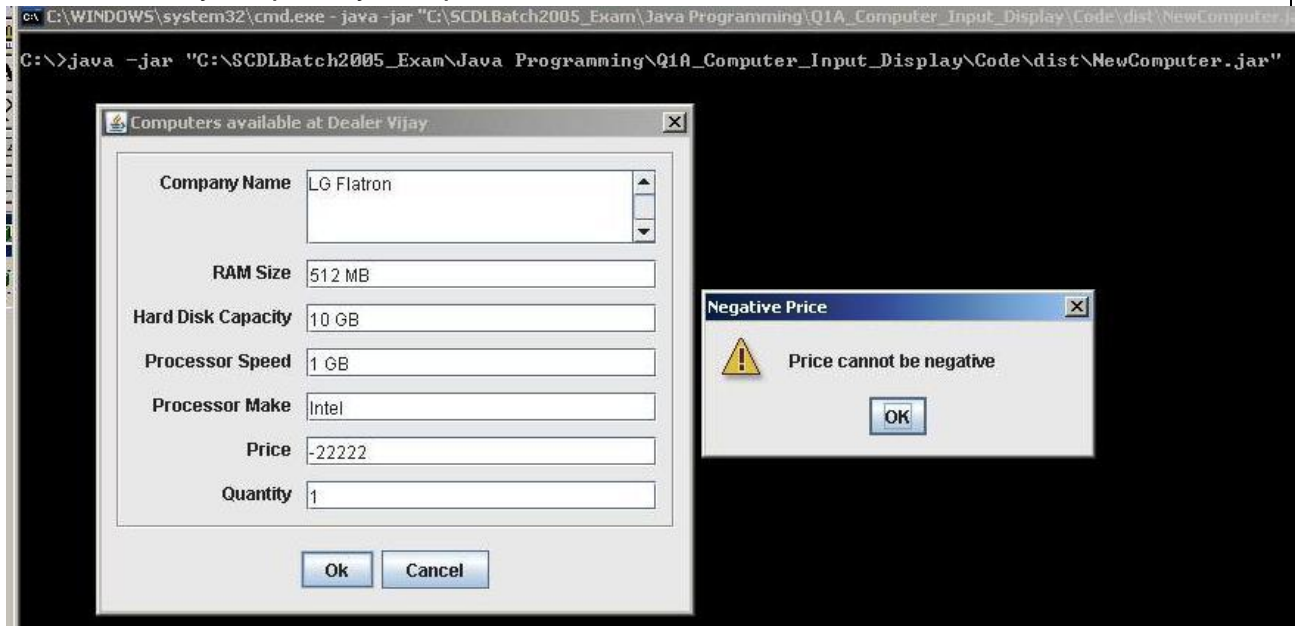 C:\WINDOWS\system32\cmd.exe - java -jar "C:\SCDLBatch2005_Exam\Java Programming\Q1A_Computer_Input_Display\Code\dist\NewComputer.j
C:\>java -jar "C:\SCDLBatch2005_Exam\Java Programming\Q1A_Computer_Input_Display\Code\dist\NewComputer.jar"
Computers available at Dealer Vijay
Company Name LG Flatron
RAM Size 512 MB
Hard Disk Capacity 10 GB
Processor Speed 1 GB
Processor Make Intel
Price -22222
Quantity 1
Ok Cancel
Negative Price
Price cannot be negative
OK